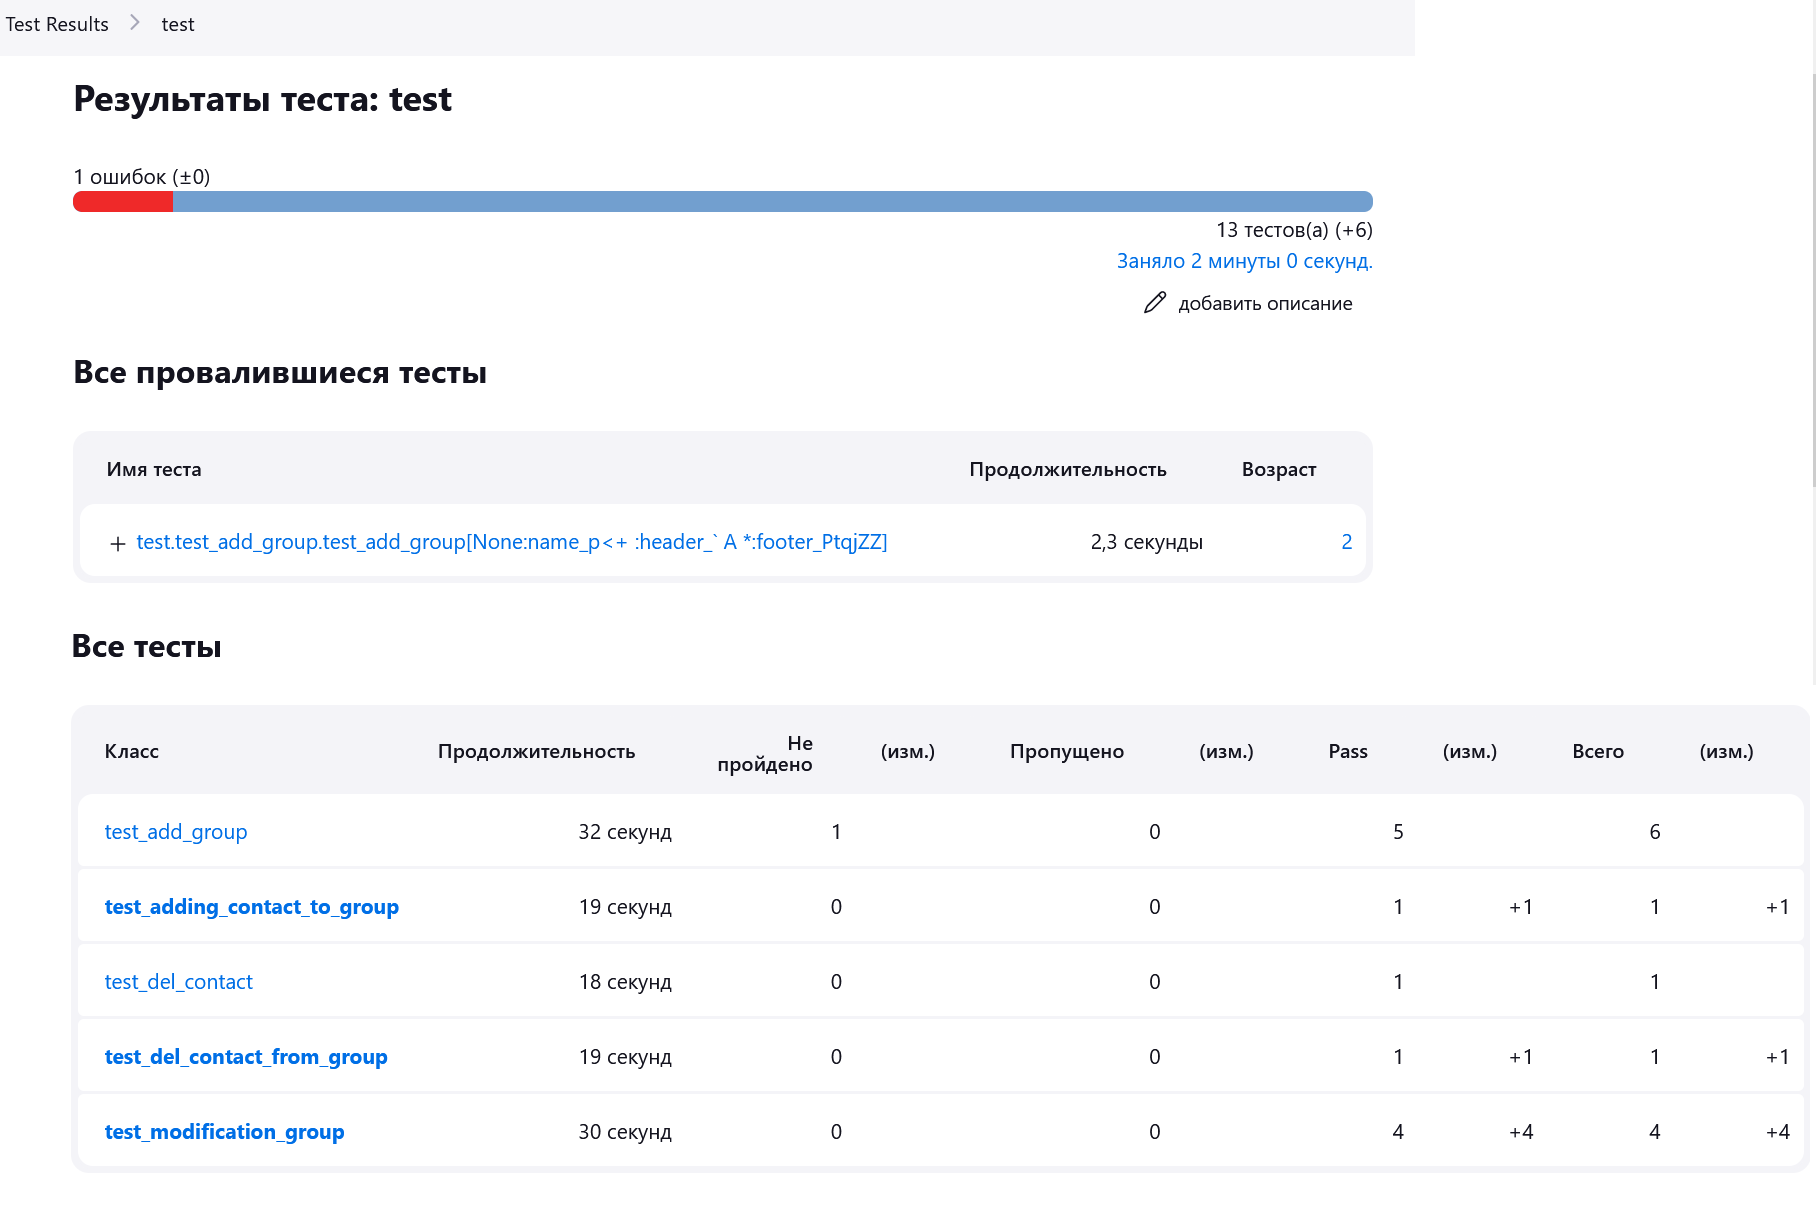 Test Results > test
Результаты теста: test
1 ошибок (±0)
13 тестов(а) (+6)
Заняло 2 минуты 0 секунд.
добавить описание
Все провалившиеся тесты
Имя теста Продолжительность Возраст
test.test_add_group.test_add_group[None:name_p<+ :header_` A *:footer_PtqjZZ] 2,3 секунды 2
Все тесты
Класс Продолжительность Не пройдено (изм.) Пропущено (изм.) Pass (изм.) Всего (изм.)
test_add_group 32 секунд 1 0 5 6
test_adding_contact_to_group 19 секунд 0 0 1 +1 1 +1
test_del_contact 18 секунд 0 0 1 1
test_del_contact_from_group 19 секунд 0 0 1 +1 1 +1
test_modification_group 30 секунд 0 0 4 +4 4 +4